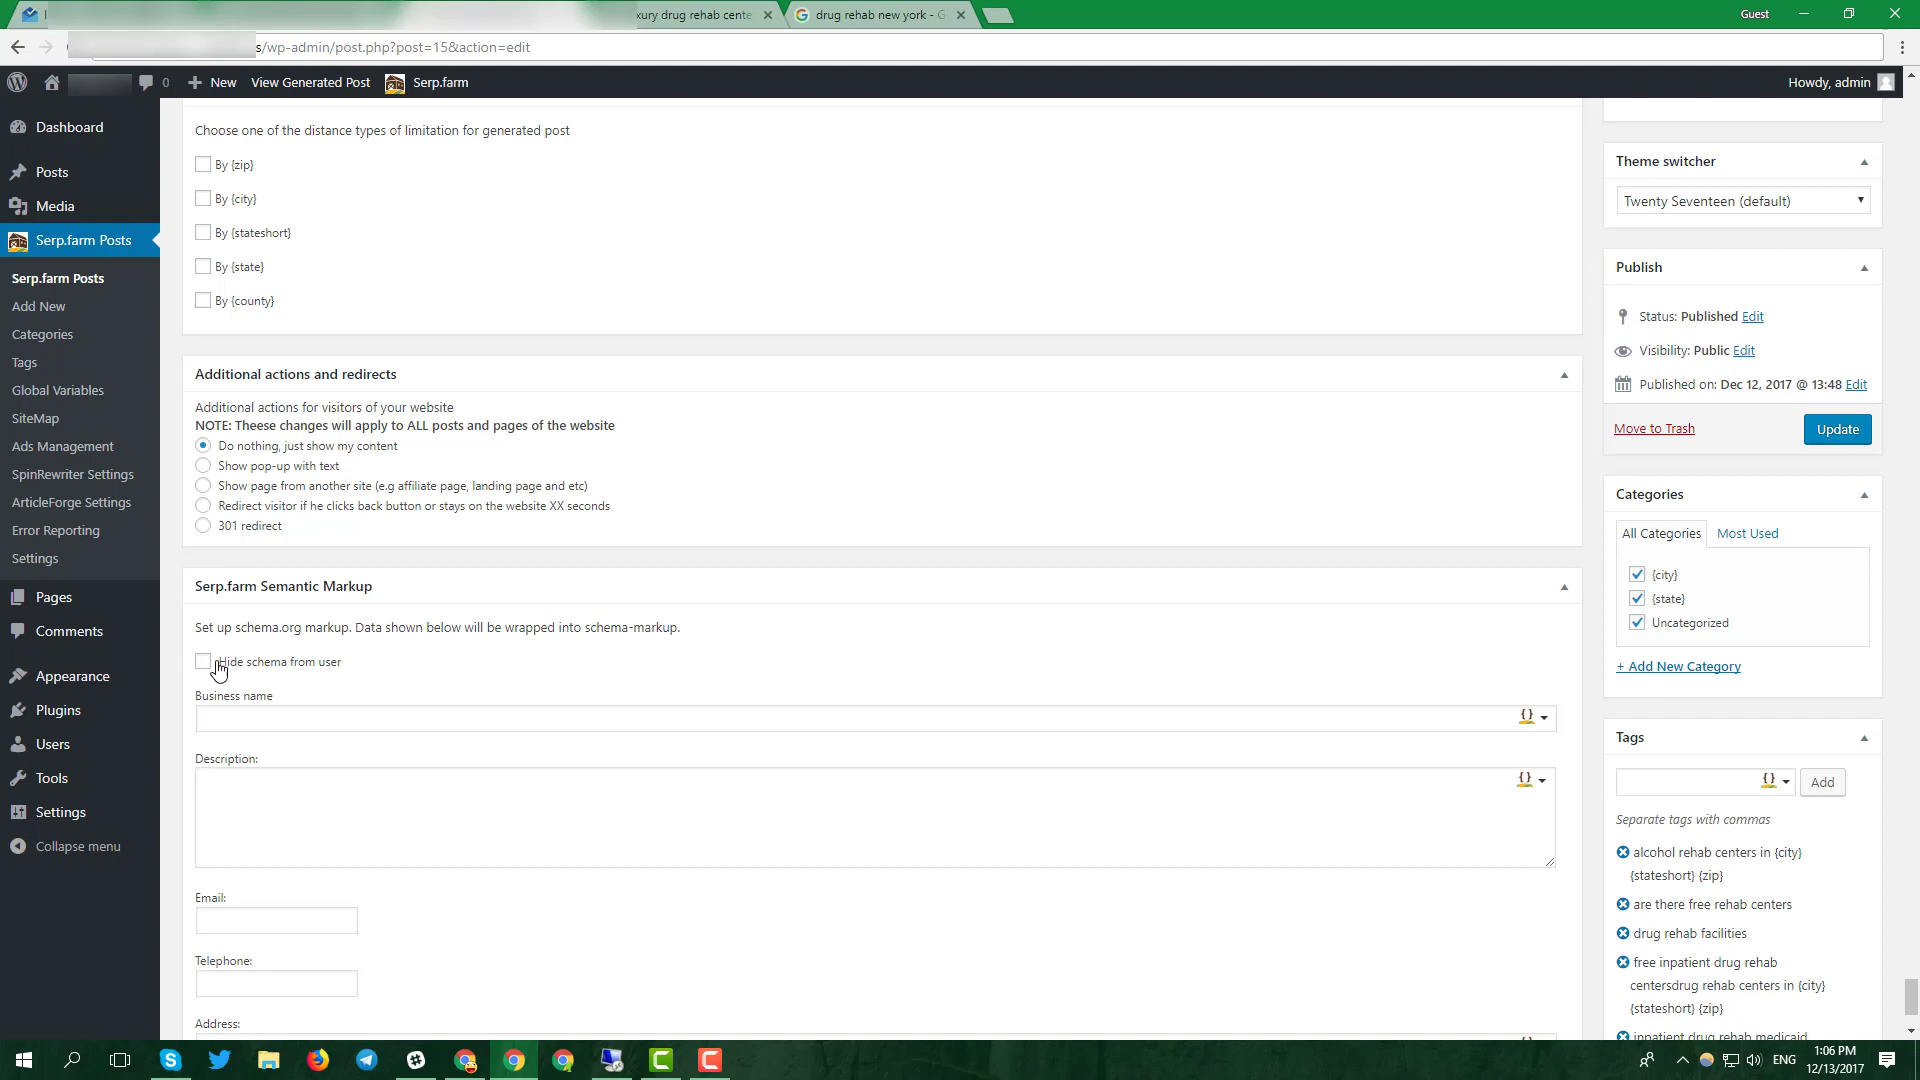 xury drug rehab cente
drug rehab new york - G
Guest
s/wp-admin/post.php?post=15&action=edit
0
New
View Generated Post
Serp.farm
Howdy, admin
Dashboard
Posts
Media
Serp.farm Posts
Serp.farm Posts
Add New
Categories
Tags
Global Variables
SiteMap
Ads Management
SpinRewriter Settings
ArticleForge Settings
Error Reporting
Settings
Pages
Comments
Appearance
Plugins
Users
Tools
Settings
Collapse menu
Choose one of the distance types of limitation for generated post
By {zip}
By {city}
By {stateshort}
By {state}
By {county}
Additional actions and redirects
Additional actions for visitors of your website
NOTE: Theese changes will apply to ALL posts and pages of the website
Do nothing, just show my content
Show pop-up with text
Show page from another site (e.g affiliate page, landing page and etc)
Redirect visitor if he clicks back button or stays on the website XX seconds
301 redirect
Serp.farm Semantic Markup
Set up schema.org markup. Data shown below will be wrapped into schema-markup.
Hide schema from user
Business name
Description:
Email:
Telephone:
Address:
Theme switcher
Twenty Seventeen (default)
Publish
Status: Published Edit
Visibility: Public Edit
Published on: Dec 12, 2017 @ 13:48 Edit
Move to Trash
Update
Categories
All Categories
Most Used
{city}
{state}
Uncategorized
+ Add New Category
Tags
Add
Separate tags with commas
alcohol rehab centers in {city}
{stateshort} {zip}
are there free rehab centers
drug rehab facilities
free inpatient drug rehab
centersdrug rehab centers in {city}
{stateshort} {zip}
inpatient drug rehab medicaid
ENG
1:06 PM
12/13/2017